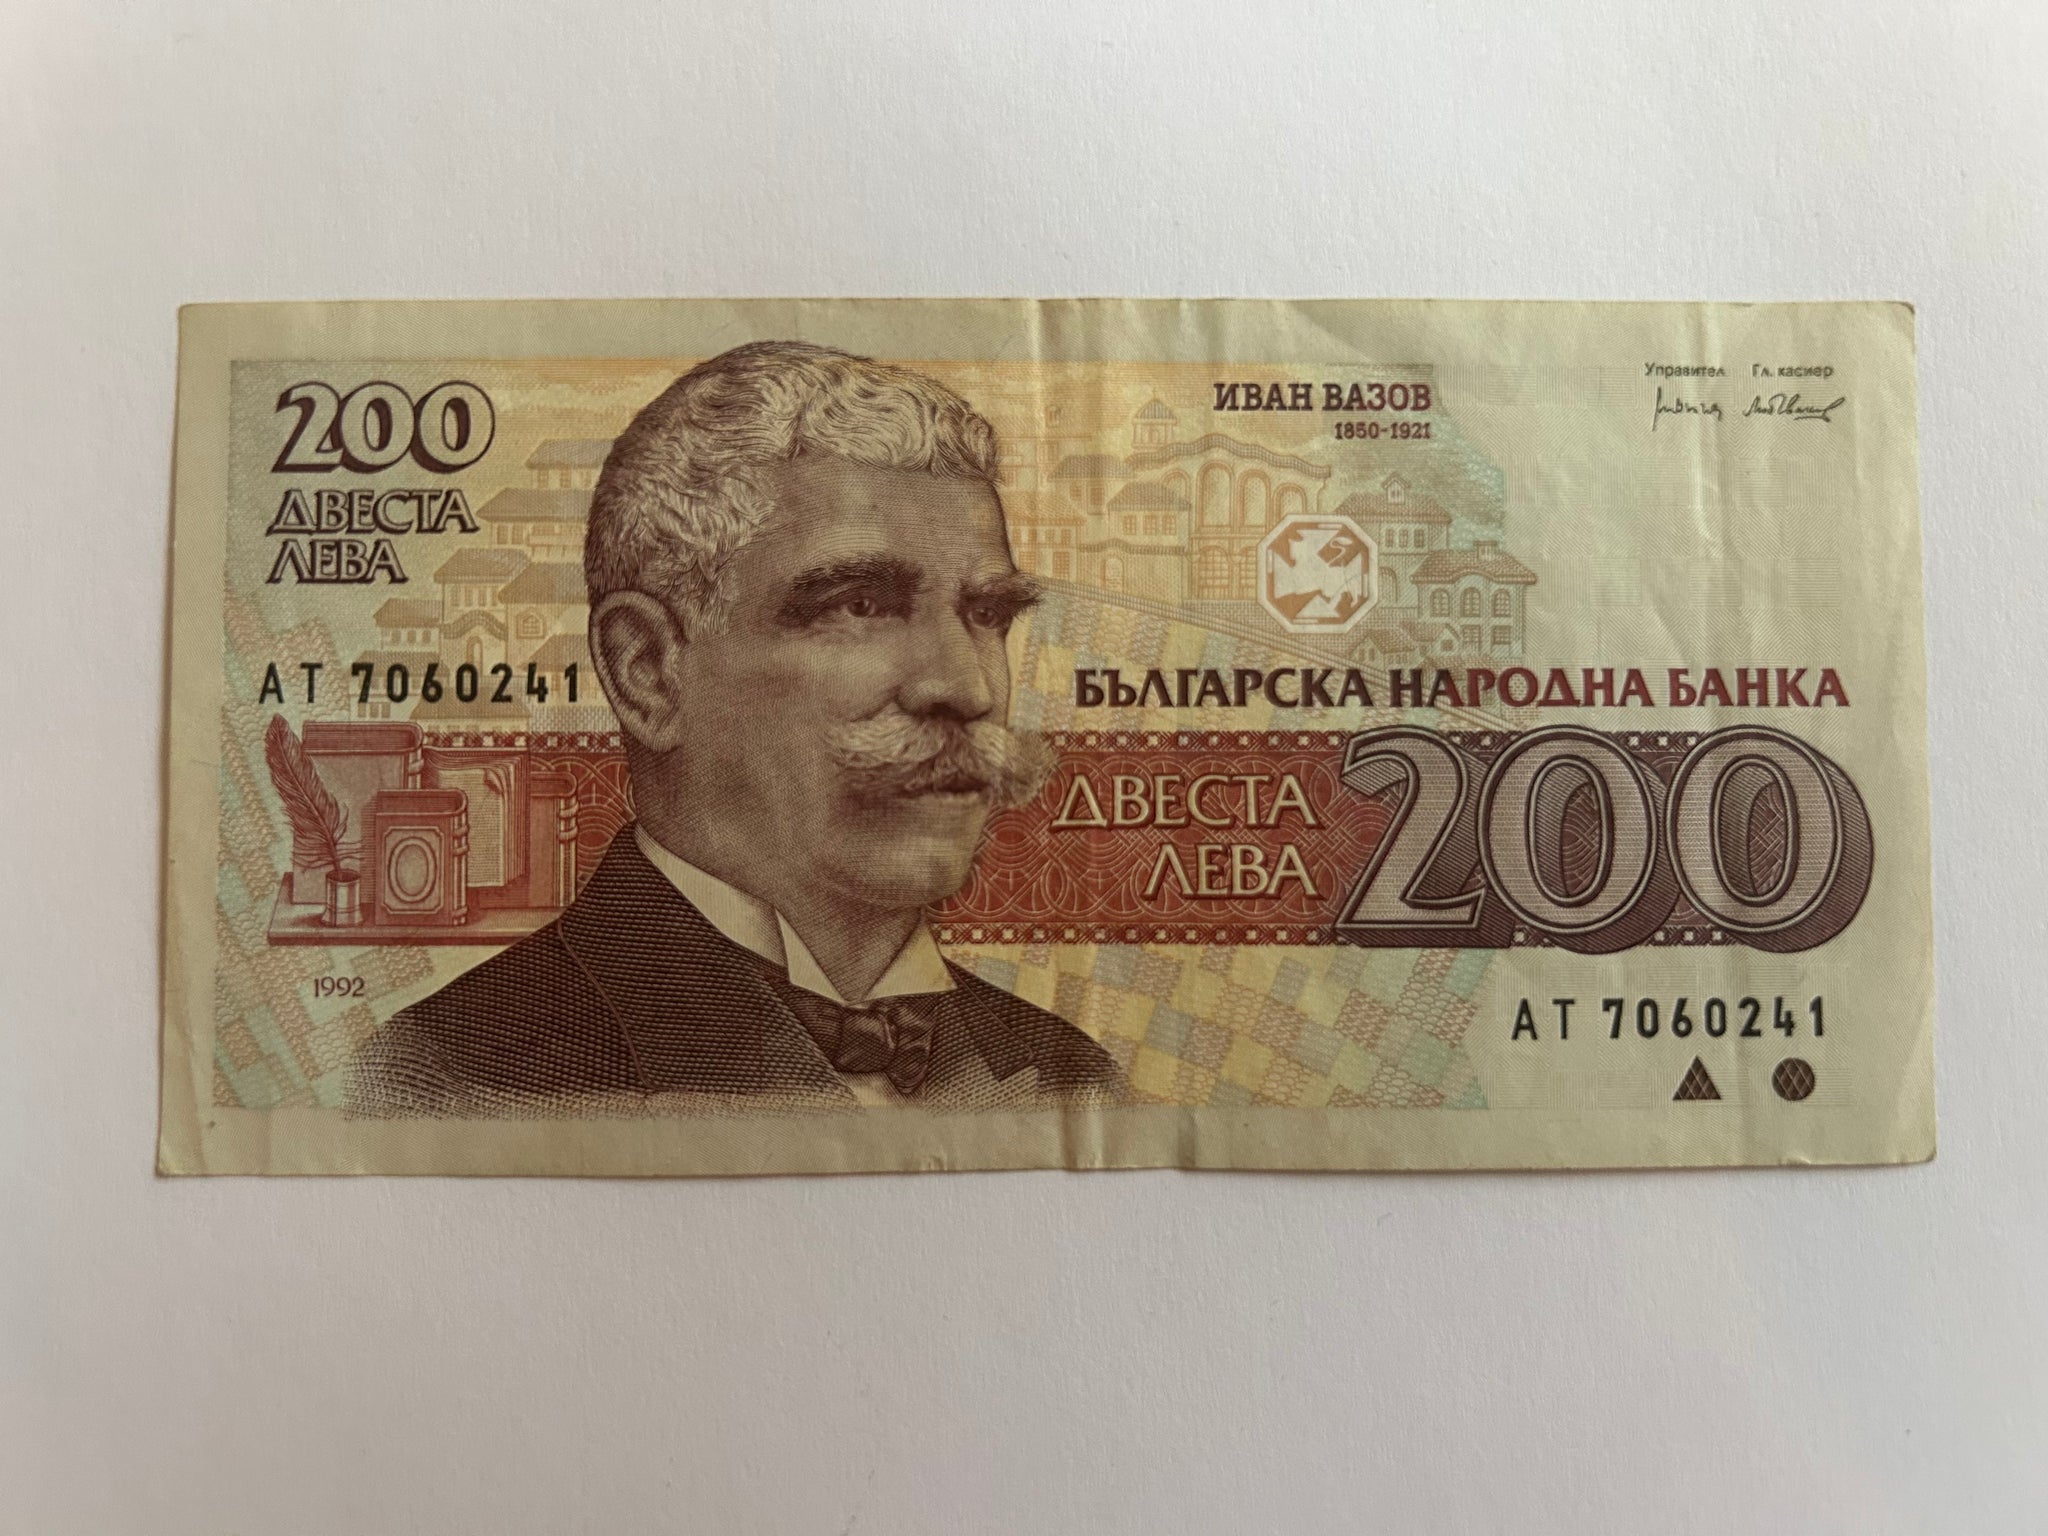 200
ДВЕСТА
ЛЕВА
ИВАН ВАЗОВ
1850-1921
Управител Гл. касиер
АТ 7060241
БЪЛГАРСКА НАРОДНА БАНКА
ДВЕСТА
ЛЕВА
200
1992
АТ 7060241